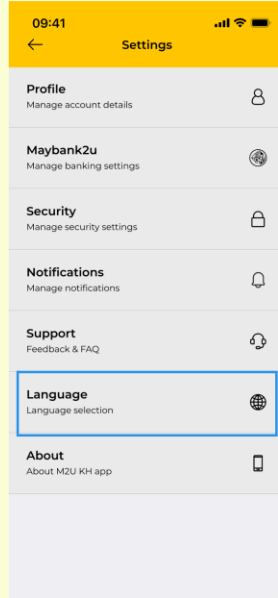 09:41
Settings
Profile
Manage account details
Maybank2u
Manage banking settings
Security
Manage security settings
Notifications
Manage notifications
Support
Feedback & FAQ
Language
Language selection
About
About M2U KH app